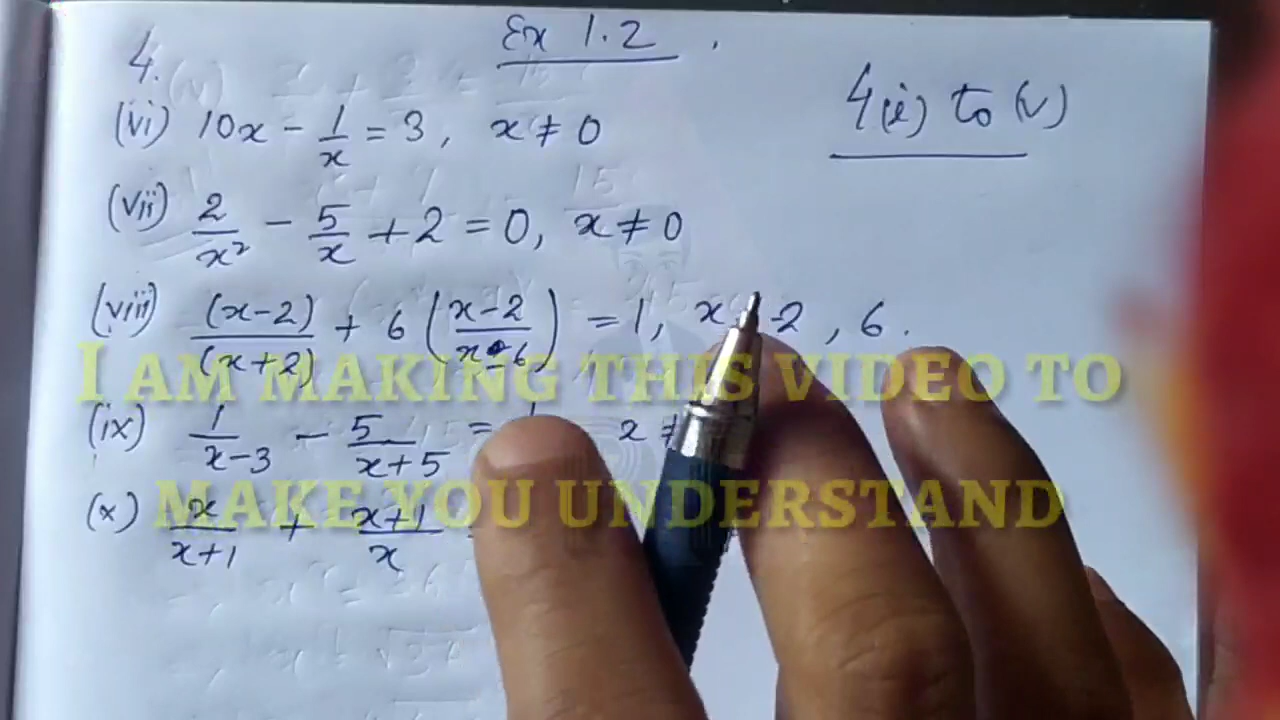 Ex 1.2
4.
4(i) to (v)
(vi) 10x - 1/x = 3, x ≠ 0
(vii) 2/x² - 5/x + 2 = 0, x ≠ 0
(viii) (x-2)/(x+2) + 6 (x-2/x-6) = 1, x -2, 6.
I AM MAKING THIS VIDEO TO
(ix) 1/x-3 - 5/x+5 = x ≠
MAKE YOU UNDERSTAND
(x) x/x+1 + x+1/x